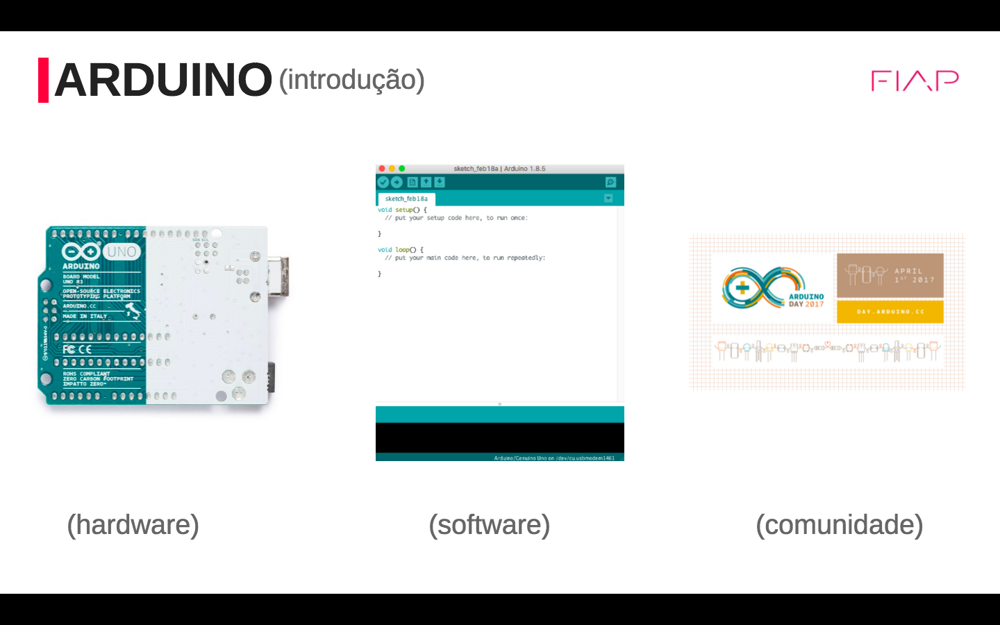 ARDUINO (introdução)
FIAP
sketch_feb18a | Arduino 1.8.5
sketch_feb18a
void setup() {
// put your setup code here, to run once:
}
void loop() {
// put your main code here, to run repeatedly:
}
Arduino/Genuino Uno on /dev/cu.usbmodem1461
UNO
ARDUINO
BOARD MODEL
UNO R3
OPEN-SOURCE ELECTRONICS
PROTOTYPING PLATFORM
ARDUINO.CC
MADE IN ITALY
FC CE
ROHS COMPLIANT
ZERO CARBON FOOTPRINT
IMPATTO ZERO
SDA SCL
ARDUINO
DAY 2017
APRIL
1ST 2017
DAY.ARDUINO.CC
(hardware)
(software)
(comunidade)